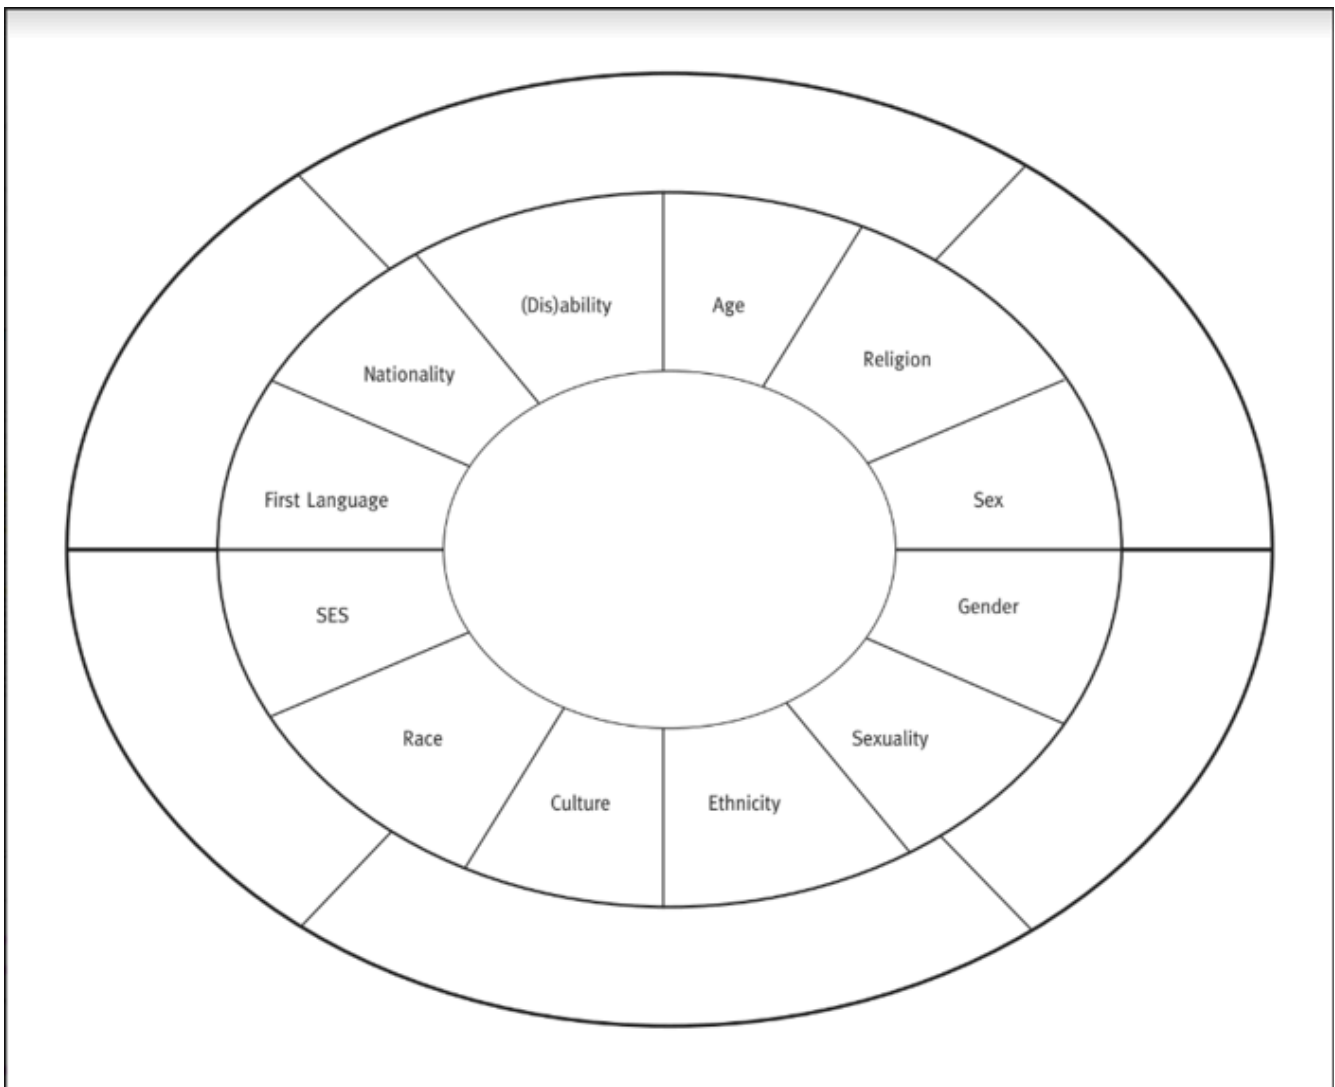 (Dis)ability
Age
Religion
Nationality
First Language
Sex
SES
Gender
Race
Sexuality
Culture
Ethnicity